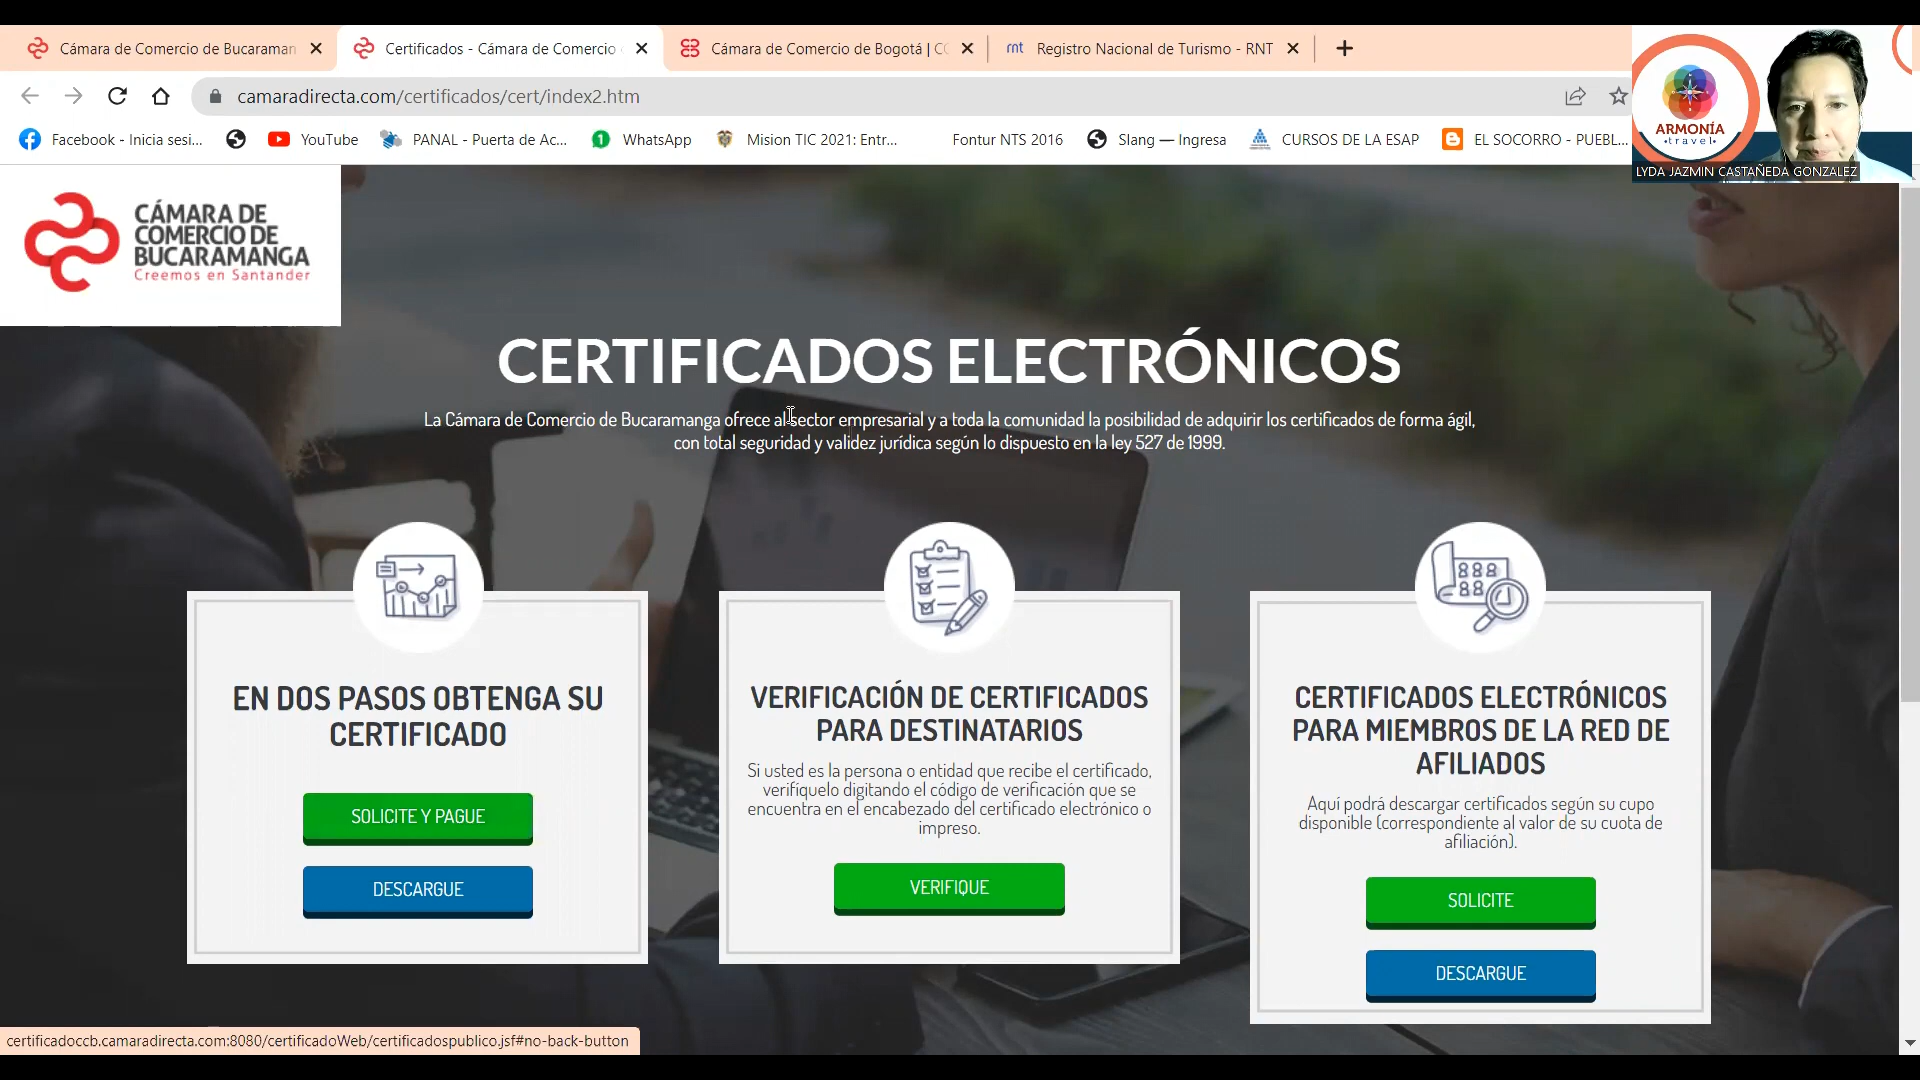 Cámara de Comercio de Bucaraman
Certificados - Cámara de Comercio
Cámara de Comercio de Bogotá | CC
rnt Registro Nacional de Turismo - RNT
camaradirecta.com/certificados/cert/index2.htm
Facebook - Inicia sesi...
YouTube
PANAL - Puerta de Ac...
1 WhatsApp
Mision TIC 2021: Entr...
Fontur NTS 2016
Slang — Ingresa
CURSOS DE LA ESAP
EL SOCORRO - PUEBL...
ARMONÍA
travel
LYDA JAZMIN CASTAÑEDA GONZALEZ
CÁMARA DE
COMERCIO DE
BUCARAMANGA
Creemos en Santander
CERTIFICADOS ELECTRÓNICOS
La Cámara de Comercio de Bucaramanga ofrece al sector empresarial y a toda la comunidad la posibilidad de adquirir los certificados de forma ágil,
con total seguridad y validez jurídica según lo dispuesto en la ley 527 de 1999.
EN DOS PASOS OBTENGA SU
CERTIFICADO
SOLICITE Y PAGUE
DESCARGUE
VERIFICACIÓN DE CERTIFICADOS
PARA DESTINATARIOS
Si usted es la persona o entidad que recibe el certificado,
verifíquelo digitando el código de verificación que se
encuentra en el encabezado del certificado electrónico o
impreso.
VERIFIQUE
CERTIFICADOS ELECTRÓNICOS
PARA MIEMBROS DE LA RED DE
AFILIADOS
Aquí podrá descargar certificados según su cupo
disponible (correspondiente al valor de su cuota de
afiliación).
SOLICITE
DESCARGUE
certificadoccb.camaradirecta.com:8080/certificadoWeb/certificadospublico.jsf#no-back-button